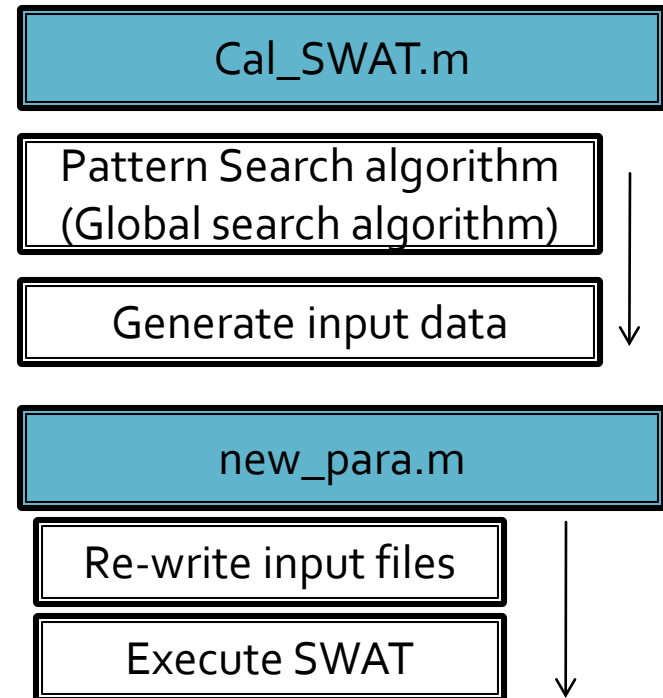 Cal_SWAT.m
Pattern Search algorithm
(Global search algorithm)
Generate input data
new_para.m
Re-write input files
Execute SWAT